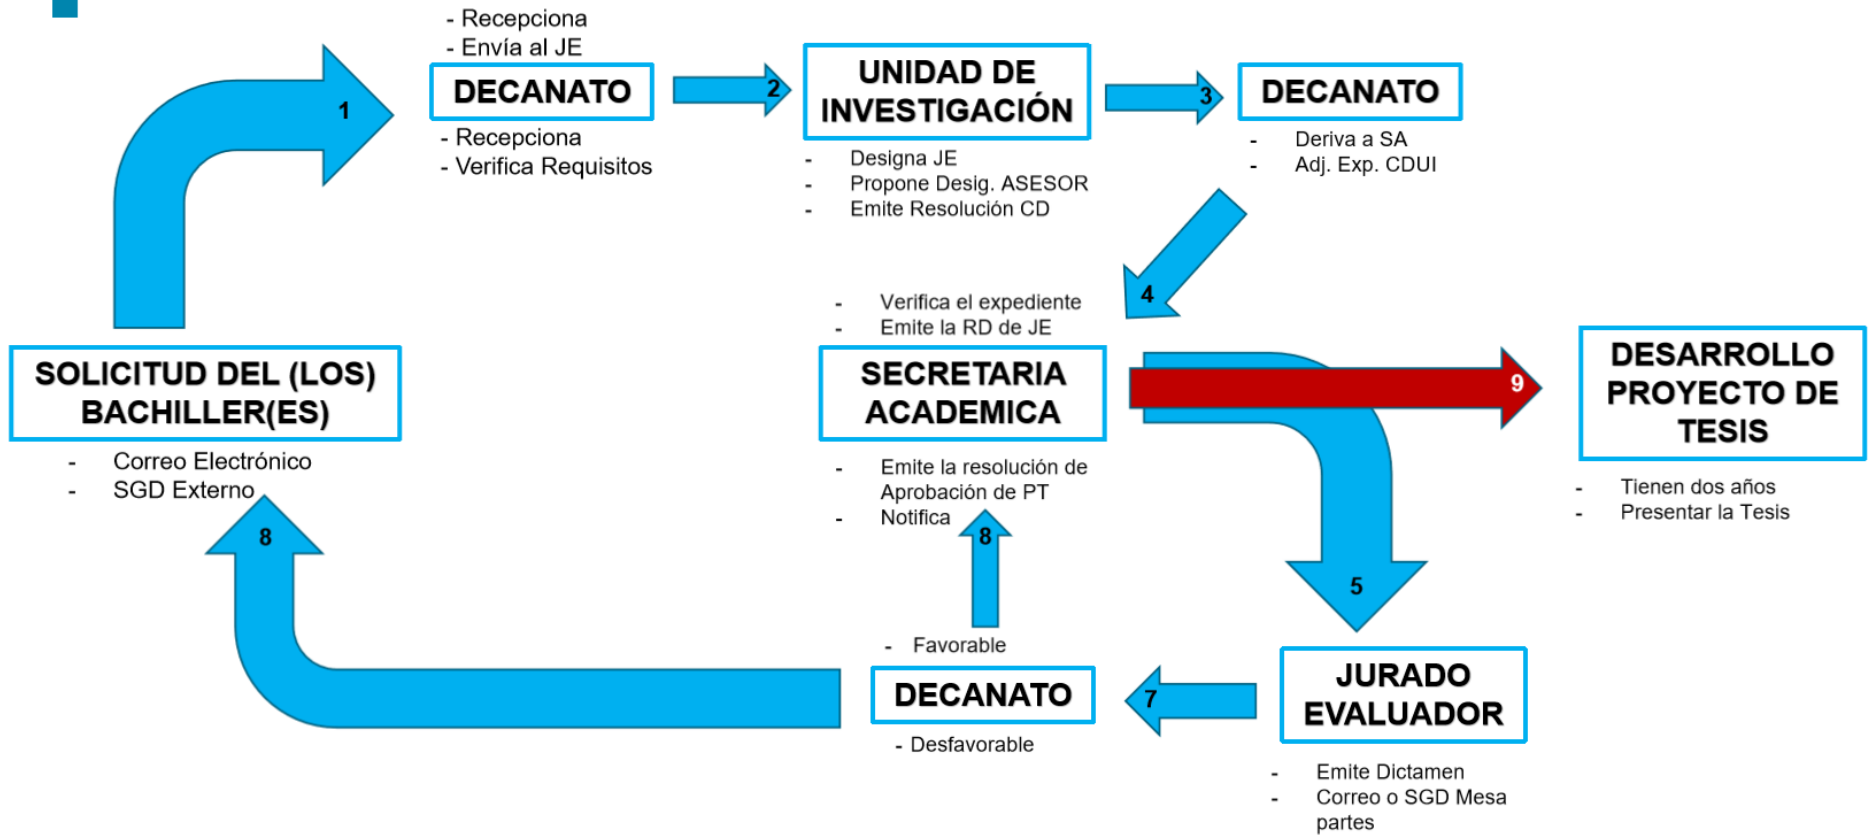 - Recepciona
- Envía al JE
1
DECANATO
- Recepciona
- Verifica Requisitos
2
UNIDAD DE
INVESTIGACIÓN
- Designa JE
- Propone Desig. ASESOR
- Emite Resolución CD
3
DECANATO
- Deriva a SA
- Adj. Exp. CDUI
4
- Verifica el expediente
- Emite la RD de JE
SOLICITUD DEL (LOS)
BACHILLER(ES)
- Correo Electrónico
- SGD Externo
8
SECRETARIA
ACADEMICA
- Emite la resolución de
Aprobación de PT
- Notifica
8
9
DESARROLLO
PROYECTO DE
TESIS
- Tienen dos años
- Presentar la Tesis
5
- Favorable
DECANATO
- Desfavorable
7
JURADO
EVALUADOR
- Emite Dictamen
- Correo o SGD Mesa
partes